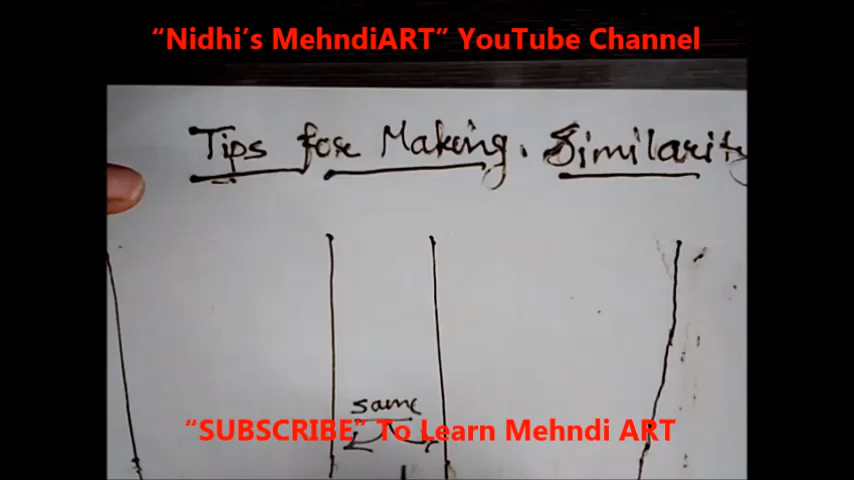 “Nidhi’s MehndiART” YouTube Channel
Tips for Making. Similarity
same
“SUBSCRIBE” To Learn Mehndi ART